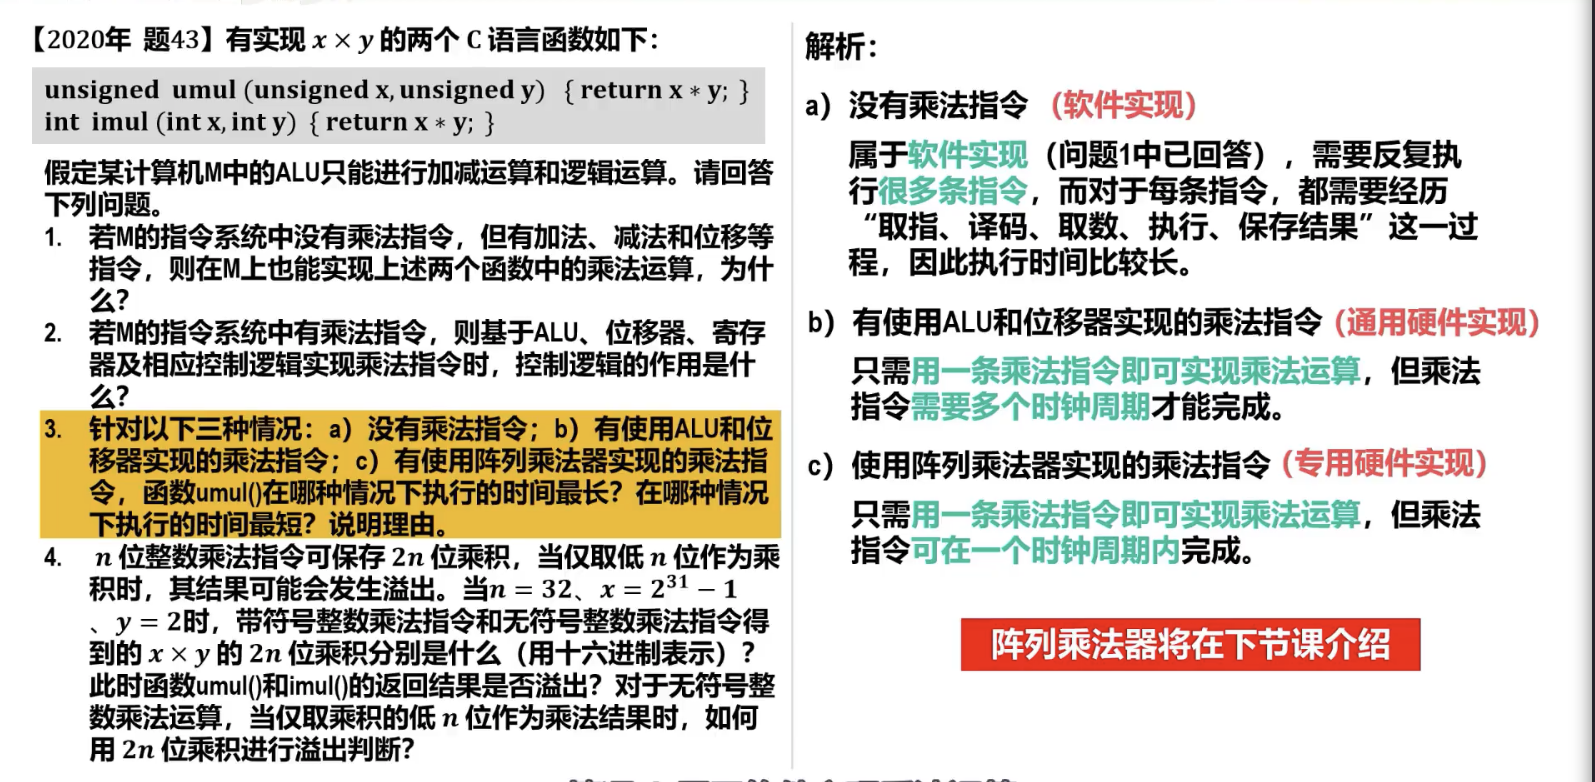 【2020年 题43】有实现 x × y 的两个 C 语言函数如下：
unsigned umul (unsigned x, unsigned y) { return x * y; }
int imul (int x, int y) { return x * y; }
假定某计算机M中的ALU只能进行加减运算和逻辑运算。请回答
下列问题。
1. 若M的指令系统中没有乘法指令，但有加法、减法和位移等
指令，则在M上也能实现上述两个函数中的乘法运算，为什
么？
2. 若M的指令系统中有乘法指令，则基于ALU、位移器、寄存
器及相应控制逻辑实现乘法指令时，控制逻辑的作用是什
么？
3. 针对以下三种情况：a）没有乘法指令；b）有使用ALU和位
移器实现的乘法指令；c）有使用阵列乘法器实现的乘法指
令，函数umul()在哪种情况下执行的时间最长？在哪种情况
下执行的时间最短？说明理由。
4. n 位整数乘法指令可保存 2n 位乘积，当仅取低 n 位作为乘
积时，其结果可能会发生溢出。当n = 32、x = 2³¹ − 1
、y = 2时，带符号整数乘法指令和无符号整数乘法指令得
到的 x × y 的 2n 位乘积分别是什么（用十六进制表示）？
此时函数umul()和imul()的返回结果是否溢出？对于无符号整
数乘法运算，当仅取乘积的低 n 位作为乘法结果时，如何
用 2n 位乘积进行溢出判断？
解析：
a）没有乘法指令（软件实现）
属于软件实现（问题1中已回答），需要反复执
行很多条指令，而对于每条指令，都需要经历
“取指、译码、取数、执行、保存结果”这一过
程，因此执行时间比较长。
b）有使用ALU和位移器实现的乘法指令（通用硬件实现）
只需用一条乘法指令即可实现乘法运算，但乘法
指令需要多个时钟周期才能完成。
c）使用阵列乘法器实现的乘法指令（专用硬件实现）
只需用一条乘法指令即可实现乘法运算，但乘法
指令可在一个时钟周期内完成。
阵列乘法器将在下节课介绍